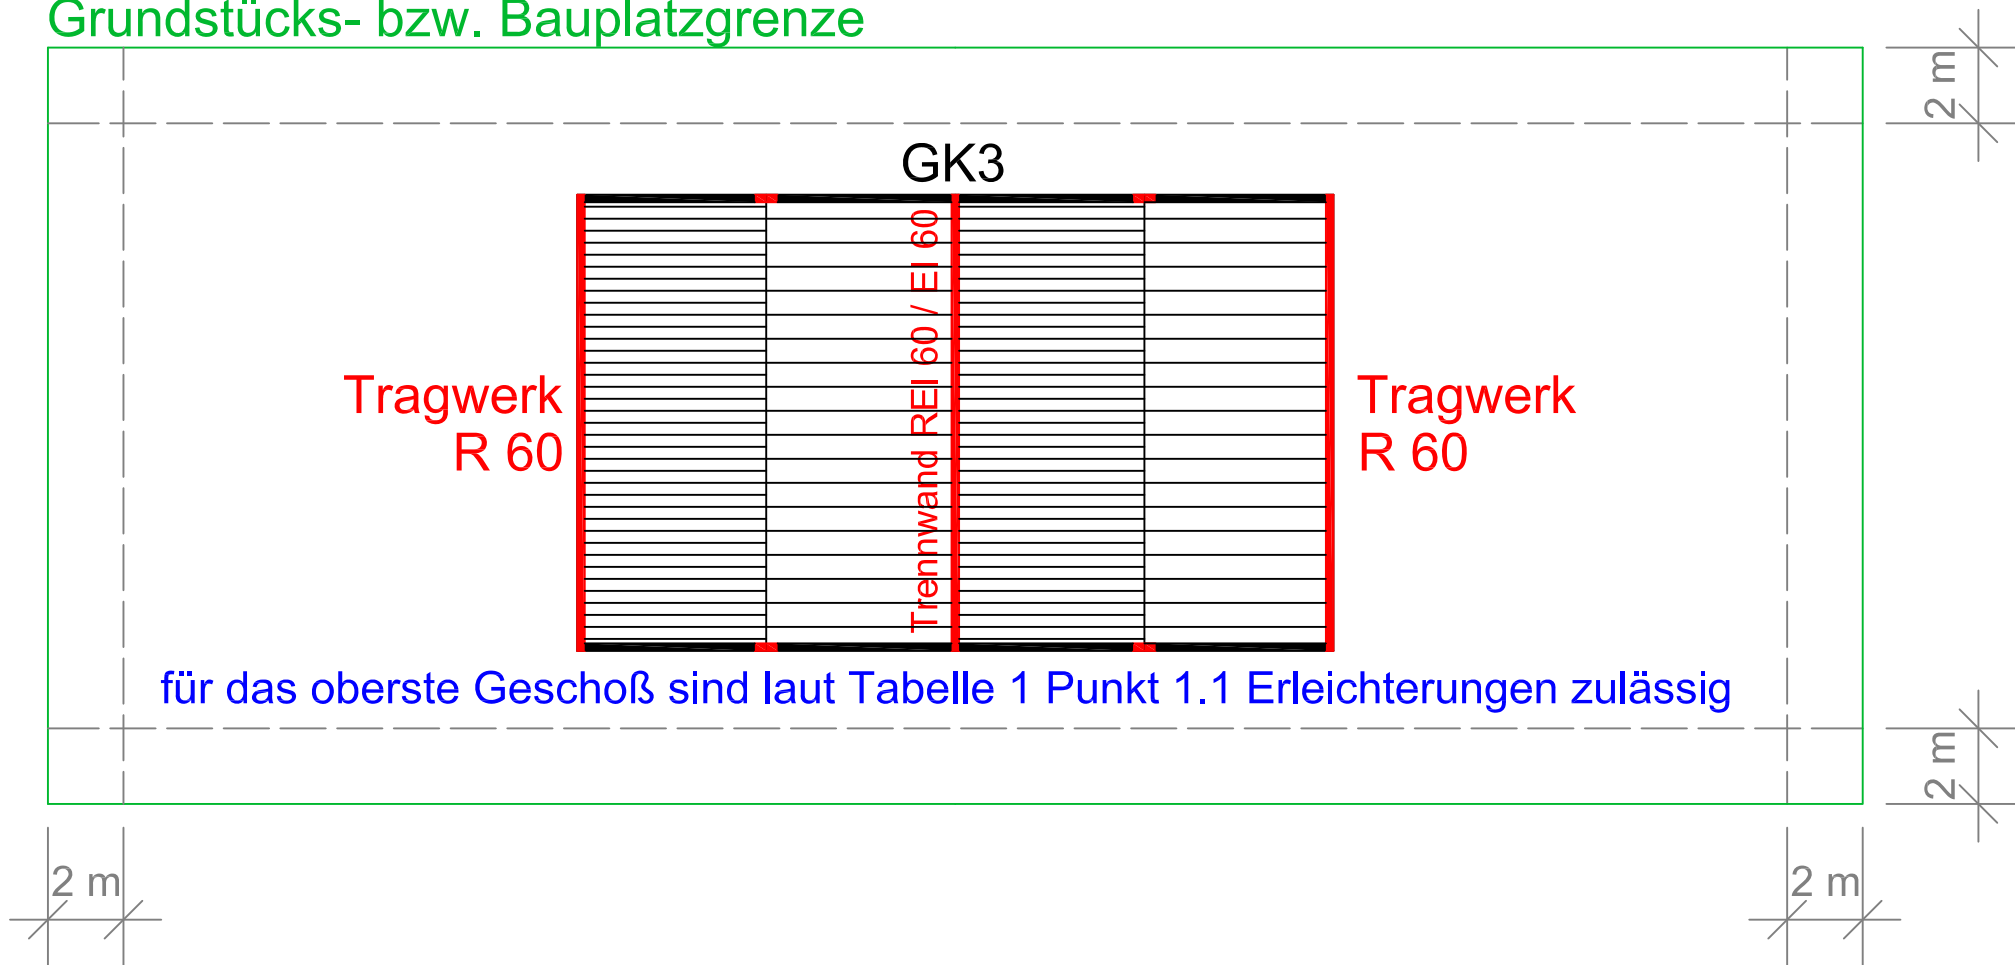 Grundstücks- bzw. Bauplatzgrenze
2 m
GK3
Trennwand REI 60 / EI 60
Tragwerk
R 60
Tragwerk
R 60
für das oberste Geschoß sind laut Tabelle 1 Punkt 1.1 Erleichterungen zulässig
2 m
2 m
2 m